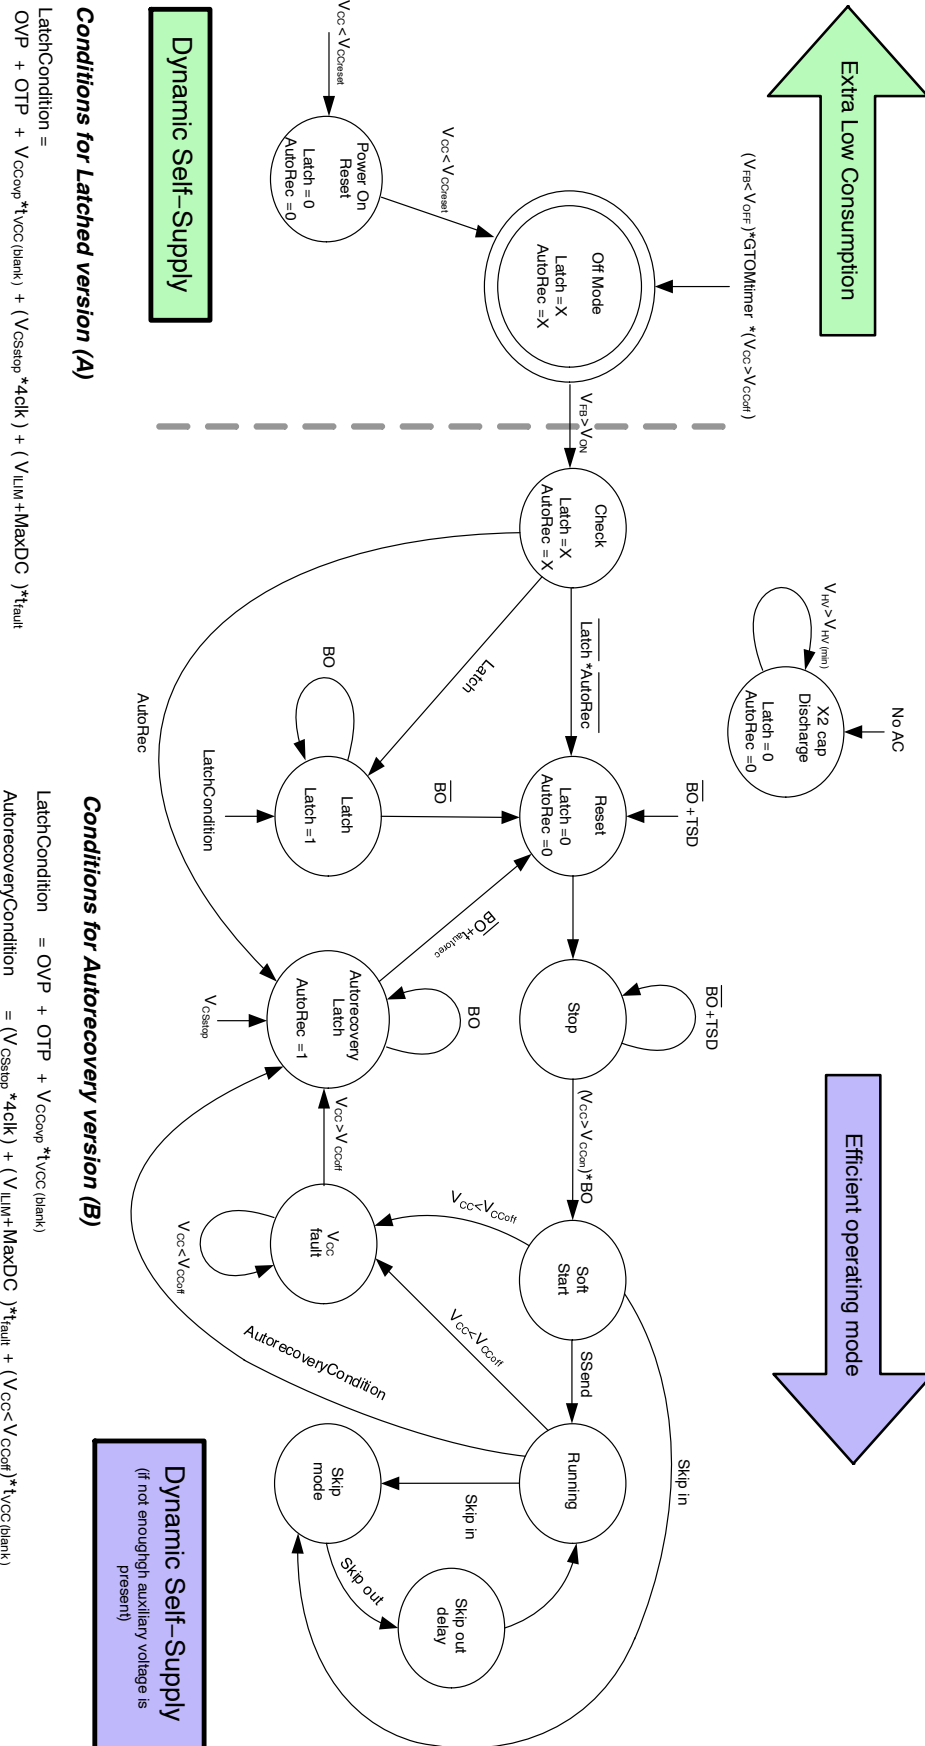 Extra Low Consumption
Efficient operating mode
(VFB<VOFF)*GTOMtimer *(VCC>VCCoff)
No AC
X2 cap
Discharge
Latch = 0
AutoRec =0
VHV>VHV(min)
VCC< VCCreset
Power On
Reset
Latch = 0
AutoRec =0
VCC< VCCreset
Off Mode
Latch =X
AutoRec =X
VFB>VON
Check
Latch =X
AutoRec = X
Latch *AutoRec
BO + TSD
Reset
Latch =0
AutoRec =0
BO +TSD
Stop
(VCC>VCCon)*BO
Soft
Start
SSend
Running
Skip in
Skip in
Skip
mode
Skip out
Skip out
delay
Latch
BO
BO
Latch
Latch =1
LatchCondition
AutoRec
BO+tautorec
BO
Autorecovery
Latch
AutoRec =1
VCSstop
VCC>VCCoff
VCC
fault
VCC<VCCoff
VCC<VCCoff
VCC<VCCoff
AutorecoveryCondition
Dynamic Self−Supply
Dynamic Self−Supply
(if not enoughgh auxiliary voltage is
present)
Conditions for Latched version (A)
LatchCondition =
OVP + OTP + VCCovp*tVCC(blank) + (VCSstop*4clk) + (VILIM+MaxDC )*tfault
Conditions for Autorecovery version (B)
LatchCondition = OVP + OTP + VCCovp*tVCC(blank)
AutorecoveryCondition = (VCSstop*4clk) + (VILIM+MaxDC )*tfault + (VCC< VCCoff)*tVCC(blank)